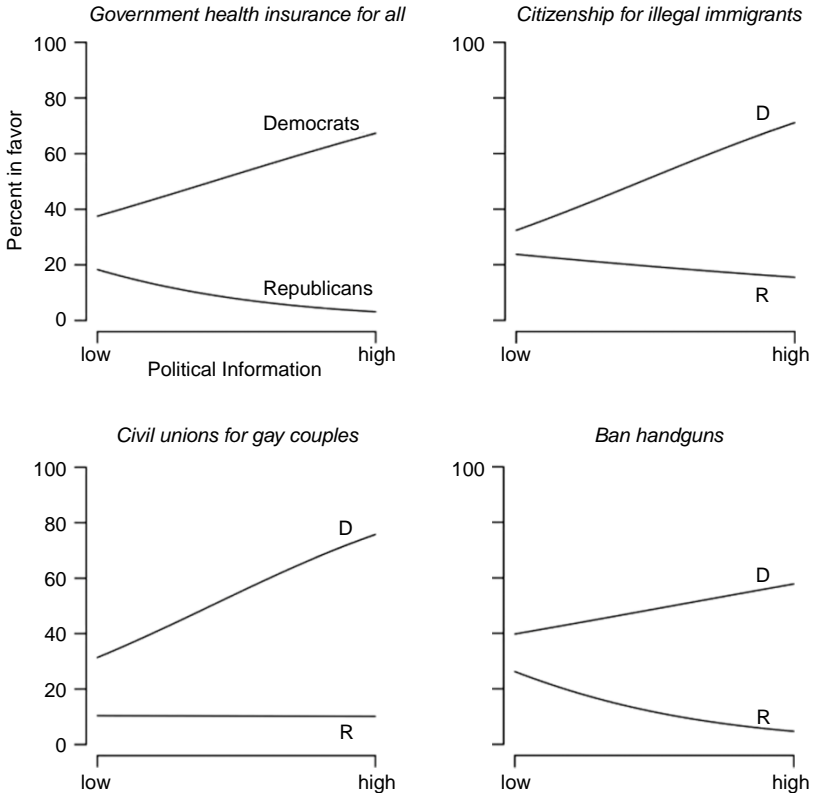 Government health insurance for all
100
80
60
40
20
0
Percent in favor
Democrats
Republicans
low
high
Political Information
Citizenship for illegal immigrants
100
D
R
low
high
Civil unions for gay couples
100
80
60
40
20
0
D
R
low
high
Ban handguns
100
D
R
low
high